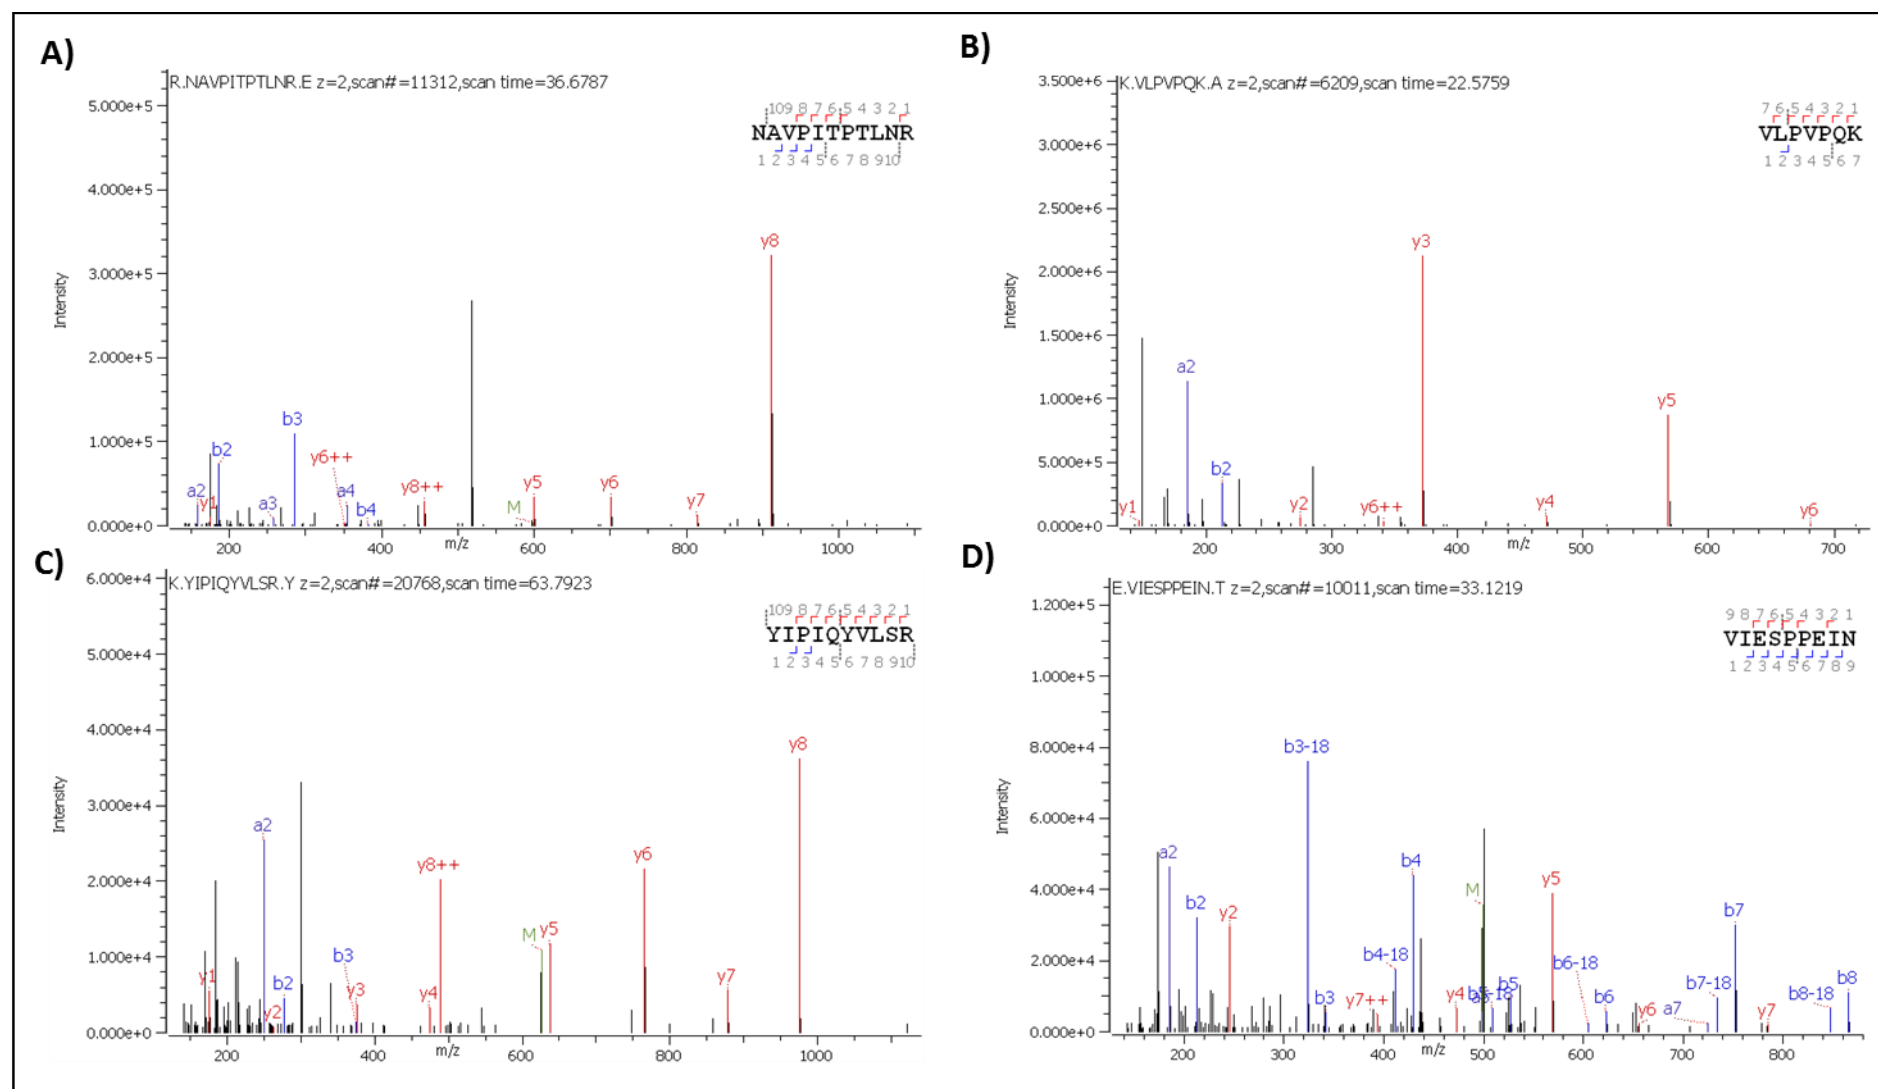 A)
R.NAVPITPTLNR.E z=2,scan#=11312,scan time=36.6787
109 8 7 6 5 4 3 2 1
NAVPITPTLNR
1 2 3 4 5 6 7 8 910
5.000e+5
4.000e+5
3.000e+5
2.000e+5
1.000e+5
0.000e+0
Intensity
a2
y1
b2
a3
b3
y6++
a4
b4
y8++
M
y5
y6
y7
y8
200
400
600
800
1000
m/z
B)
K.VLPVPQK.A z=2,scan#=6209,scan time=22.5759
7 6 5 4 3 2 1
VLPVPQK
1 2 3 4 5 6 7
3.500e+6
3.000e+6
2.500e+6
2.000e+6
1.500e+6
1.000e+6
5.000e+5
0.000e+0
Intensity
y1
a2
b2
y2
y6++
y3
y4
y5
y6
200
300
400
500
600
700
m/z
C)
K.YIPIQYVLSR.Y z=2,scan#=20768,scan time=63.7923
109 8 7 6 5 4 3 2 1
YIPIQYVLSR
1 2 3 4 5 6 7 8 910
6.000e+4
5.000e+4
4.000e+4
3.000e+4
2.000e+4
1.000e+4
0.000e+0
Intensity
y1
a2
y2
b2
b3
y3
y4
y8++
M
y5
y6
y7
y8
200
400
600
800
1000
m/z
D)
E.VIESPPEIN.T z=2,scan#=10011,scan time=33.1219
9 8 7 6 5 4 3 2 1
VIESPPEIN
1 2 3 4 5 6 7 8 9
1.200e+5
1.000e+5
8.000e+4
6.000e+4
4.000e+4
2.000e+4
0.000e+0
Intensity
a2
b2
y2
b3-18
b3
y7++
b4-18
b4
y4
M
b5-18
b5
y5
b6-18
b6
y6
a7
b7-18
b7
y7
b8-18
b8
200
300
400
500
600
700
800
m/z